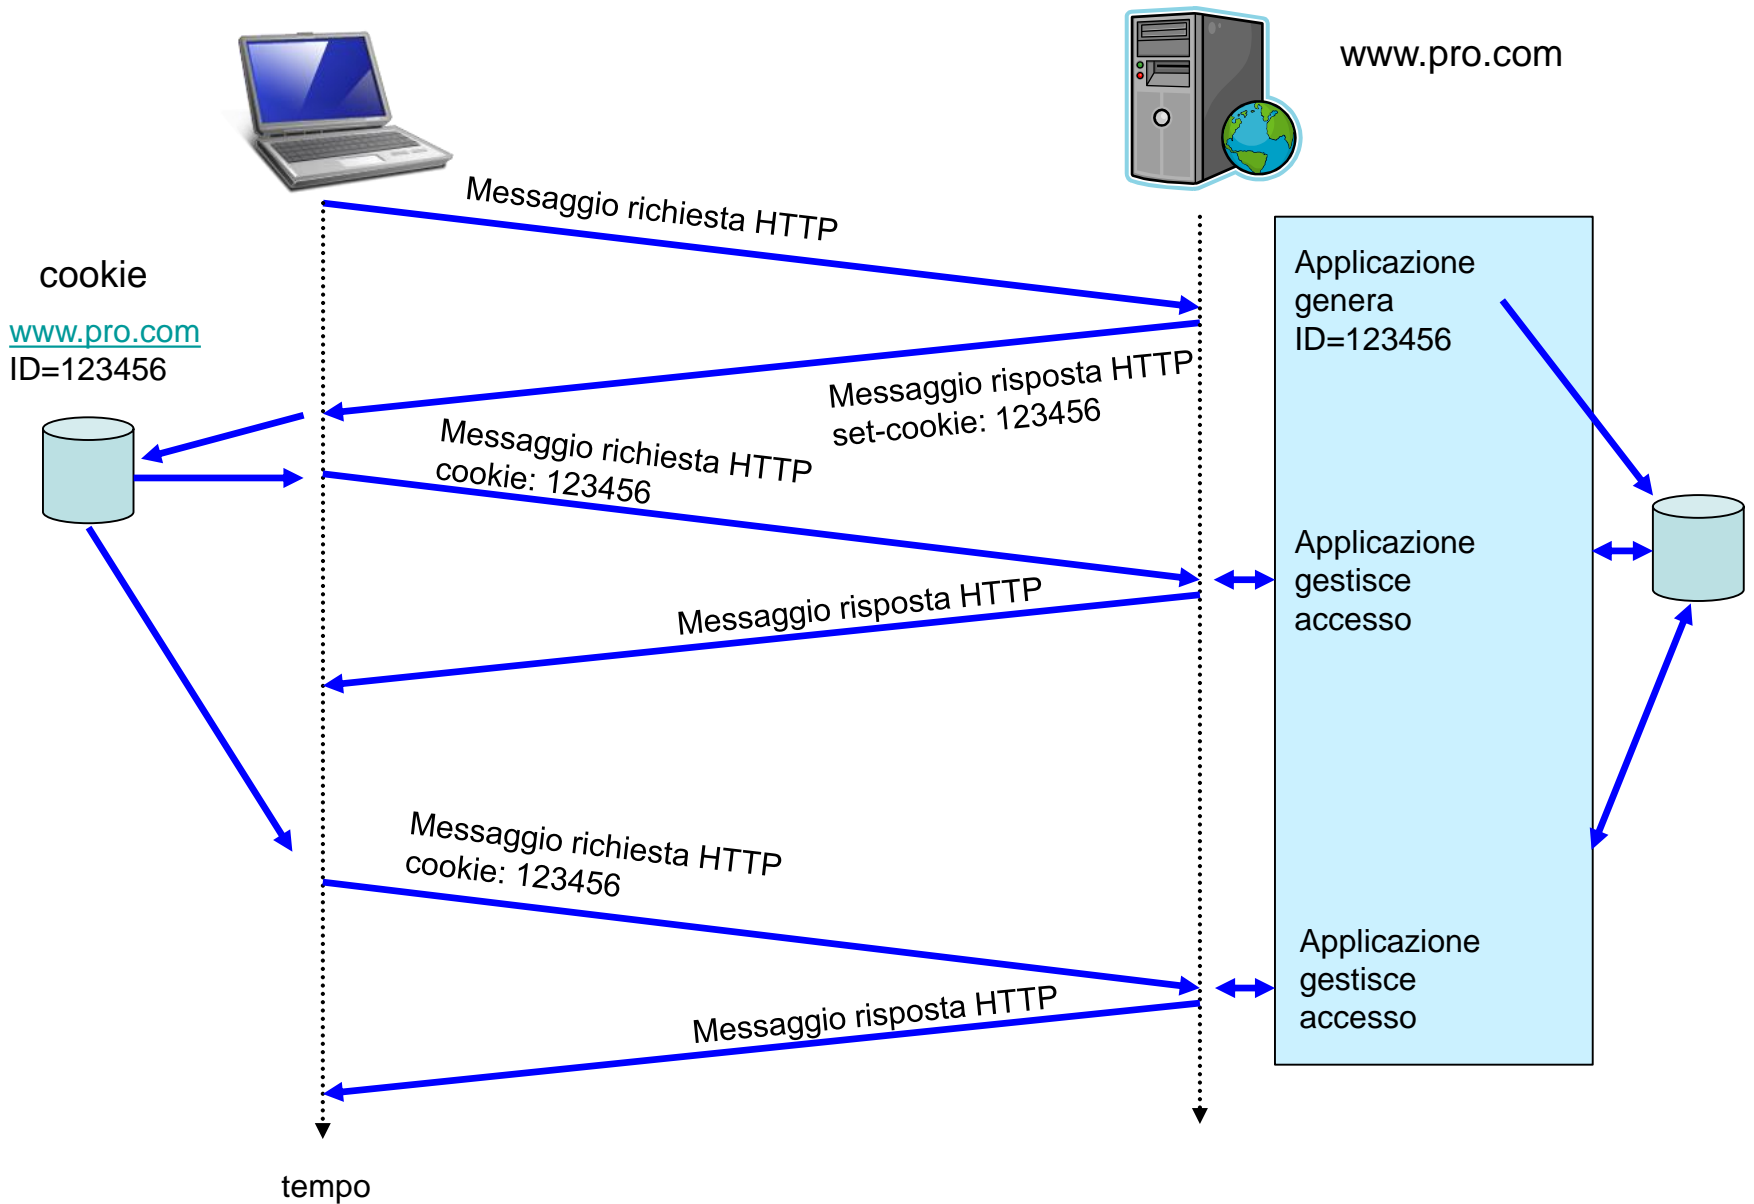 www.pro.com
Messaggio richiesta HTTP
cookie
www.pro.com
ID=123456
Applicazione
genera
ID=123456
Messaggio risposta HTTP
set-cookie: 123456
Messaggio richiesta HTTP
cookie: 123456
Applicazione
gestisce
accesso
Messaggio risposta HTTP
Messaggio richiesta HTTP
cookie: 123456
Applicazione
gestisce
accesso
Messaggio risposta HTTP
tempo